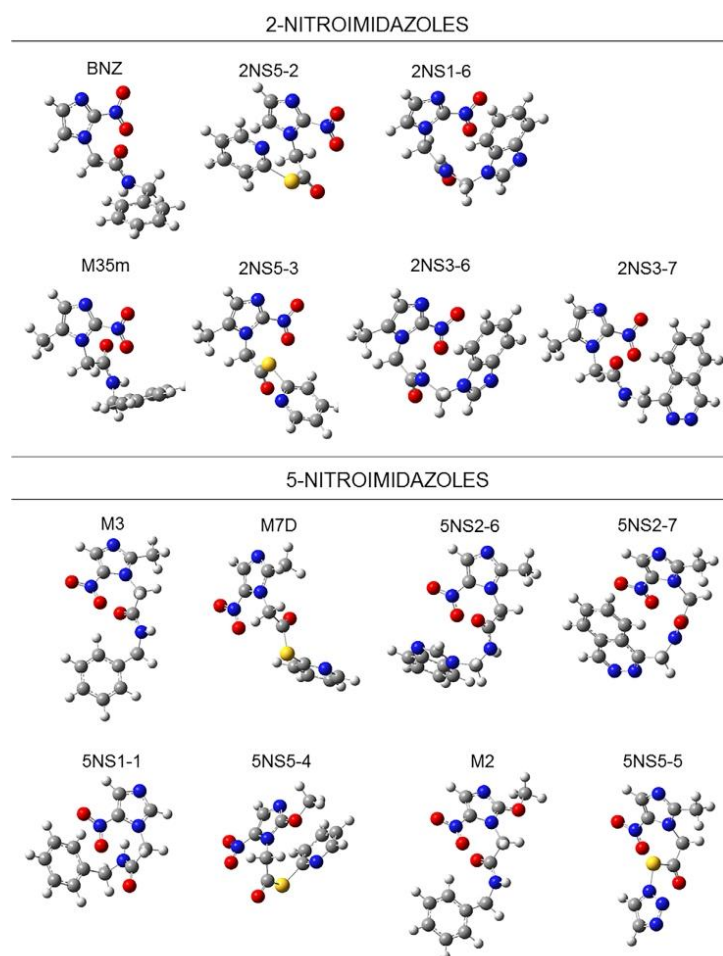 2-NITROIMIDAZOLES
BNZ 2NS5-2 2NS1-6
M35m 2NS5-3 2NS3-6 2NS3-7
5-NITROIMIDAZOLES
M3 M7D 5NS2-6 5NS2-7
5NS1-1 5NS5-4 M2 5NS5-5